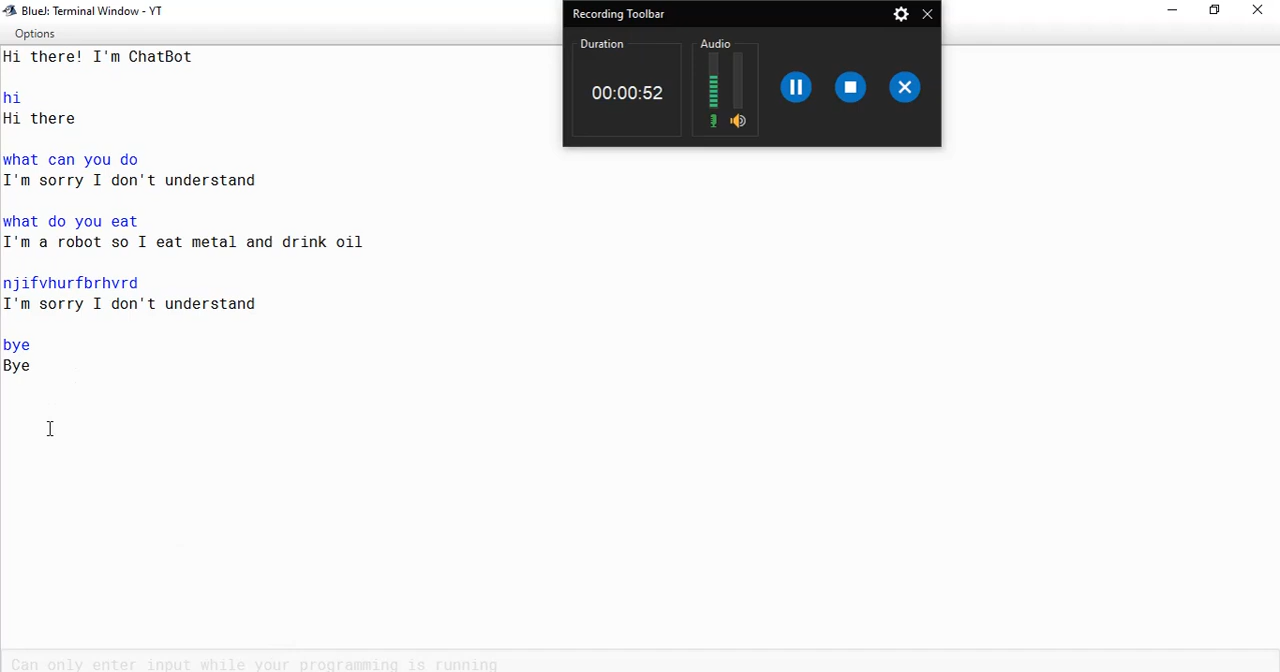 BlueJ: Terminal Window - YT
Options
Recording Toolbar
Duration
Audio
00:00:52
Hi there! I'm ChatBot
hi
Hi there
what can you do
I'm sorry I don't understand
what do you eat
I'm a robot so I eat metal and drink oil
njifvhurfbrhvrd
I'm sorry I don't understand
bye
Bye
Can only enter input while your programming is running